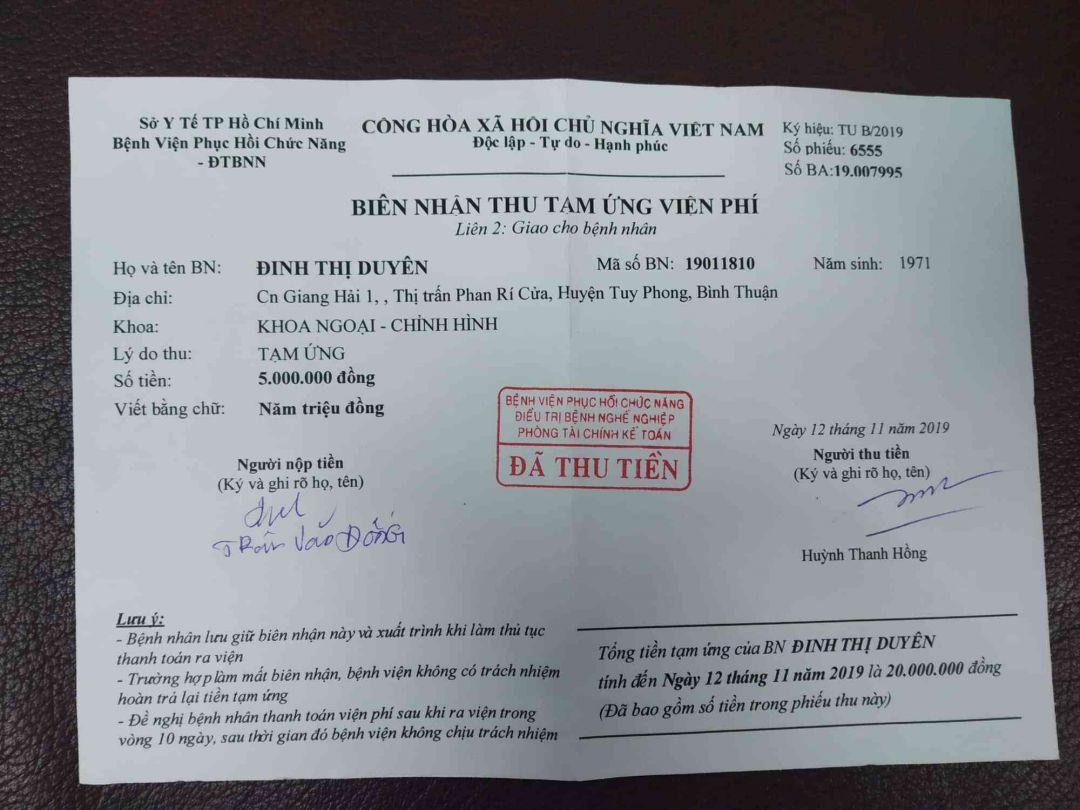 Sở Y Tế TP Hồ Chí Minh
Bệnh Viện Phục Hồi Chức Năng
- ĐTBNN
CỘNG HÒA XÃ HỘI CHỦ NGHĨA VIỆT NAM
Độc lập - Tự do - Hạnh phúc
Ký hiệu: TU B/2019
Số phiếu: 6555
Số BA:19.007995
BIÊN NHẬN THU TẠM ỨNG VIỆN PHÍ
Liên 2: Giao cho bệnh nhân
Họ và tên BN: ĐINH THỊ DUYÊN Mã số BN: 19011810 Năm sinh: 1971
Địa chỉ: Cn Giang Hải 1, , Thị trấn Phan Rí Cửa, Huyện Tuy Phong, Bình Thuận
Khoa: KHOA NGOẠI - CHỈNH HÌNH
Lý do thu: TẠM ỨNG
Số tiền: 5.000.000 đồng
Viết bằng chữ: Năm triệu đồng
BỆNH VIỆN PHỤC HỒI CHỨC NĂNG
ĐIỀU TRỊ BỆNH NGHỀ NGHIỆP
PHÒNG TÀI CHÍNH KẾ TOÁN
ĐÃ THU TIỀN
Ngày 12 tháng 11 năm 2019
Người nộp tiền
(Ký và ghi rõ họ, tên)
Trần Văn Đông
Người thu tiền
(Ký và ghi rõ họ, tên)
Huỳnh Thanh Hồng
Lưu ý:
- Bệnh nhân lưu giữ biên nhận này và xuất trình khi làm thủ tục
thanh toán ra viện
- Trường hợp làm mất biên nhận, bệnh viện không có trách nhiệm
hoàn trả lại tiền tạm ứng
- Đề nghị bệnh nhân thanh toán viện phí sau khi ra viện trong
vòng 10 ngày, sau thời gian đó bệnh viện không chịu trách nhiệm
Tổng tiền tạm ứng của BN ĐINH THỊ DUYÊN
tính đến Ngày 12 tháng 11 năm 2019 là 20.000.000 đồng
(Đã bao gồm số tiền trong phiếu thu này)